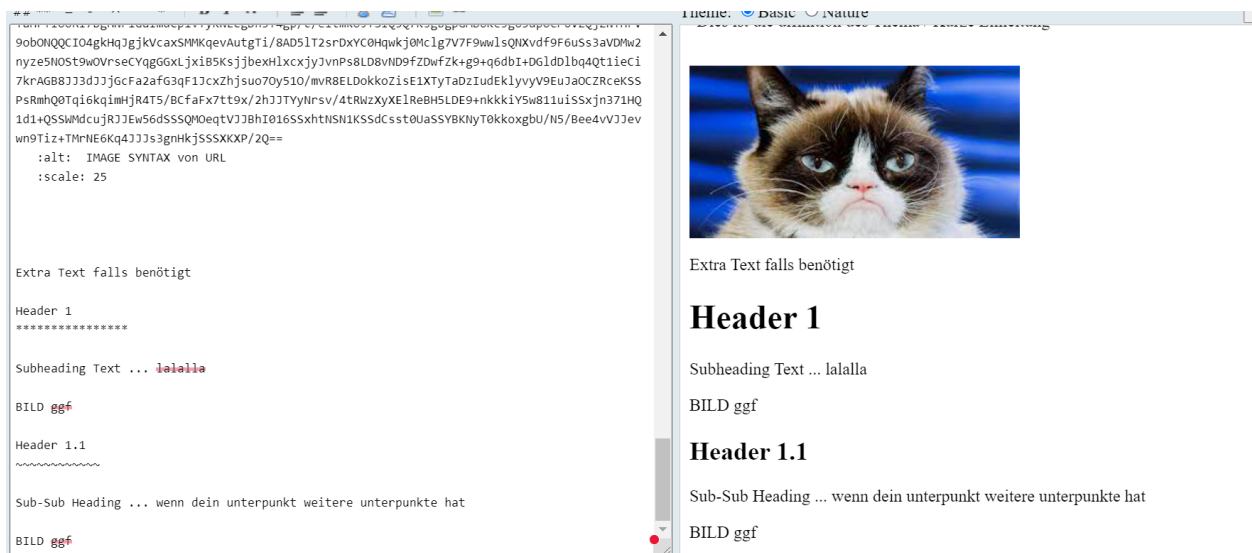 Theme: Basic Nature
9obONQQCIO4gkHqJgjkVcaxSMMKqevAutgTi/8AD5lT2srDxYC0Hqwkj0Mclg7V7F9wwlsQNXvdf9F6uSs3aVDMw2
nyze5NOSt9wOVrseCYqgGGxLjxiB5KsjjbexHlxcxjyJvnPs8LD8vND9fZDwfZk+g9+q6dbI+DGldDlbq4Qt1ieCi
7krAGB8JJ3dJJjGcFa2afG3qF1JcxZhjsuo7Oy51O/mvR8ELDokkoZisE1XTyTaDzIudEklyvyV9EuJaOCZRceKSS
PsRmhQ0Tqi6kqimHjR4T5/BCfaFx7tt9x/2hJJTYyNrsv/4tRWzXyXElReBH5LDE9+nkkkiY5w811uiSSxjn371HQ
1d1+QSSWMdcujRJJEw56dSSSQMOeqtVJJBhI016SSxhtNSN1KSSdCsst0UaSSYBKNyT0kkoxgbU/N5/Bee4vVJJev
wn9Tiz+TMrNE6Kq4JJJs3gnHkjSSSXKXP/2Q==
:alt: IMAGE SYNTAX von URL
:scale: 25
Extra Text falls benötigt
Header 1
****************
Subheading Text ... lalalla
BILD ggf
Header 1.1
~~~~~~~~~~~~
Sub-Sub Heading ... wenn dein unterpunkt weitere unterpunkte hat
BILD ggf
Extra Text falls benötigt
Header 1
Subheading Text ... lalalla
BILD ggf
Header 1.1
Sub-Sub Heading ... wenn dein unterpunkt weitere unterpunkte hat
BILD ggf